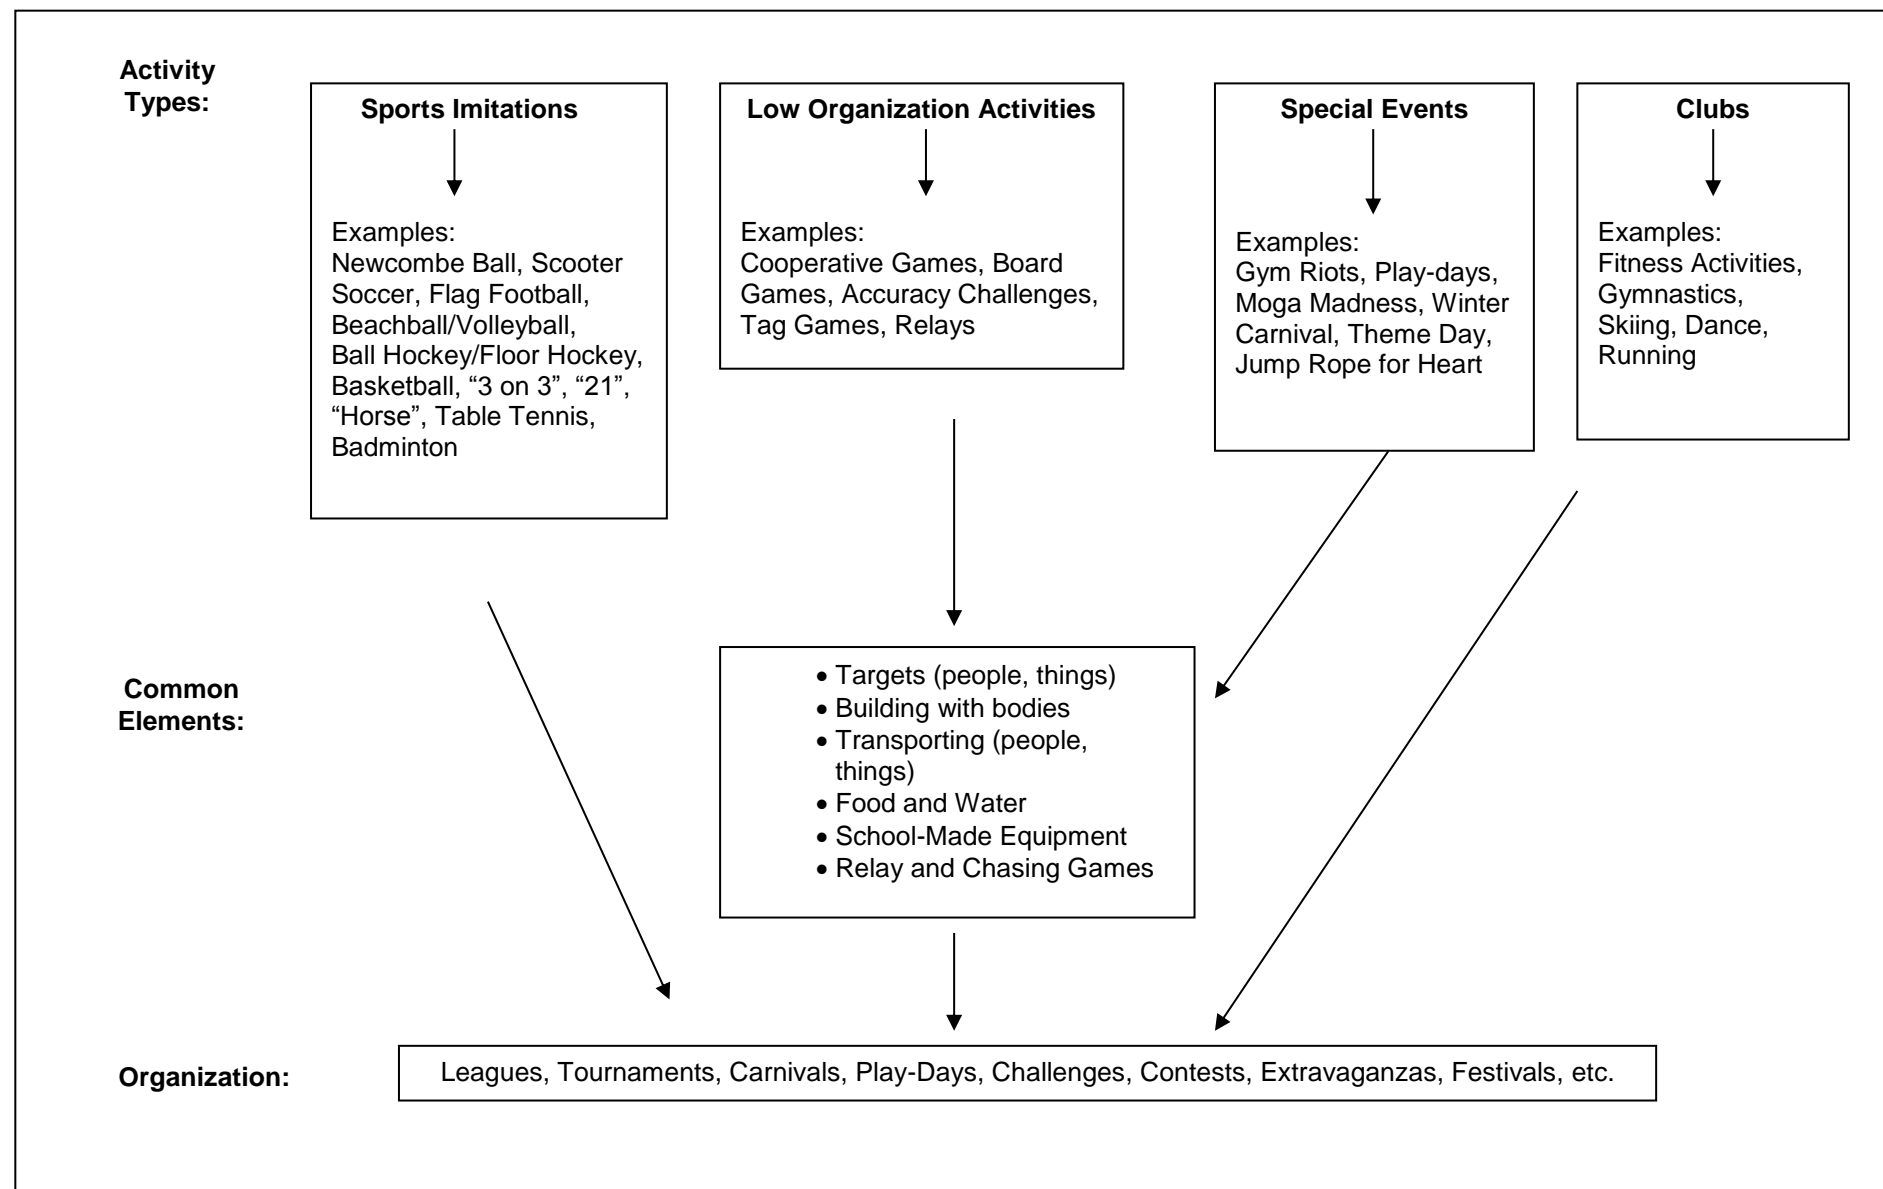 Activity
Types:
Sports Imitations
Examples:
Newcombe Ball, Scooter
Soccer, Flag Football,
Beachball/Volleyball,
Ball Hockey/Floor Hockey,
Basketball, “3 on 3”, “21”,
“Horse”, Table Tennis,
Badminton
Low Organization Activities
Examples:
Cooperative Games, Board
Games, Accuracy Challenges,
Tag Games, Relays
Special Events
Examples:
Gym Riots, Play-days,
Moga Madness, Winter
Carnival, Theme Day,
Jump Rope for Heart
Clubs
Examples:
Fitness Activities,
Gymnastics,
Skiing, Dance,
Running
Common
Elements:
• Targets (people, things)
• Building with bodies
• Transporting (people,
things)
• Food and Water
• School-Made Equipment
• Relay and Chasing Games
Organization:
Leagues, Tournaments, Carnivals, Play-Days, Challenges, Contests, Extravaganzas, Festivals, etc.